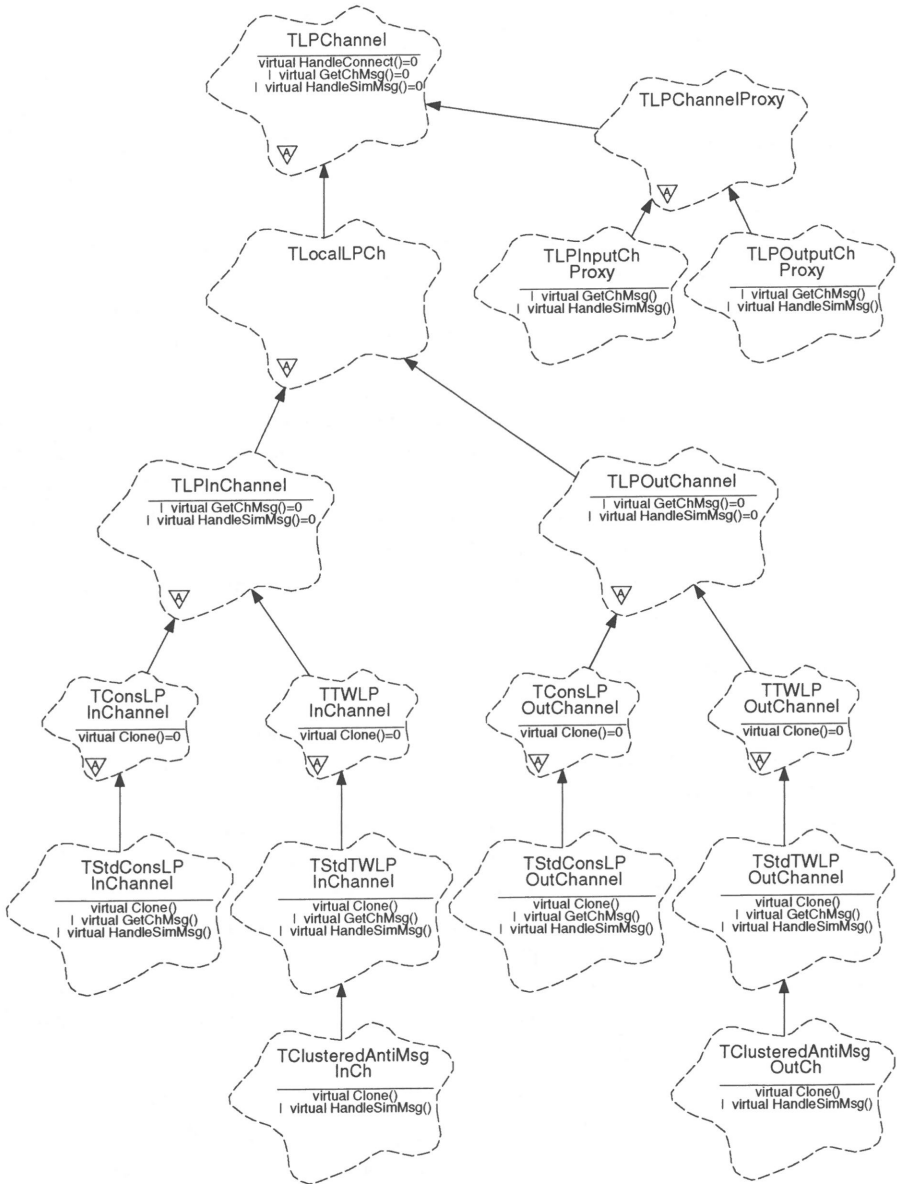 TLPChannel
virtual HandleConnect()=0
| virtual GetChMsg()=0
| virtual HandleSimMsg()=0
A
TLPChannelProxy
A
TLocalLPCh
A
TLPInputCh
Proxy
| virtual GetChMsg()
| virtual HandleSimMsg()
TLPOutputCh
Proxy
| virtual GetChMsg()
| virtual HandleSimMsg()
TLPInChannel
| virtual GetChMsg()=0
| virtual HandleSimMsg()=0
A
TLPOutChannel
| virtual GetChMsg()=0
| virtual HandleSimMsg()=0
A
TConsLP
InChannel
virtual Clone()=0
A
TTWLP
InChannel
virtual Clone()=0
A
TConsLP
OutChannel
virtual Clone()=0
A
TTWLP
OutChannel
virtual Clone()=0
A
TStdConsLP
InChannel
virtual Clone()
| virtual GetChMsg()
| virtual HandleSimMsg()
TStdTWLP
InChannel
virtual Clone()
| virtual GetChMsg()
| virtual HandleSimMsg()
TStdConsLP
OutChannel
virtual Clone()
| virtual GetChMsg()
| virtual HandleSimMsg()
TStdTWLP
OutChannel
virtual Clone()
| virtual GetChMsg()
| virtual HandleSimMsg()
TClusteredAntiMsg
InCh
virtual Clone()
| virtual HandleSimMsg()
TClusteredAntiMsg
OutCh
virtual Clone()
| virtual HandleSimMsg()